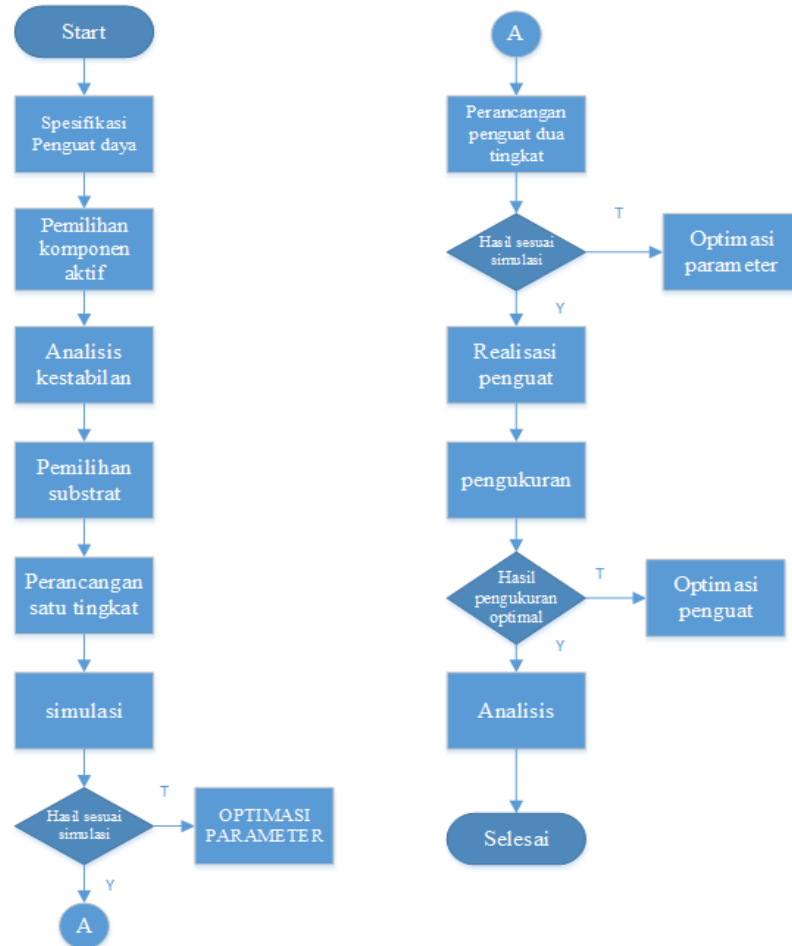 Start
Spesifikasi
Penguat daya
Pemilihan
komponen
aktif
Analisis
kestabilan
Pemilihan
substrat
Perancangan
satu tingkat
simulasi
Hasil sesuai
simulasi
T
OPTIMASI
PARAMETER
Y
A
A
Perancangan
penguat dua
tingkat
Hasil sesuai
simulasi
T
Optimasi
parameter
Y
Realisasi
penguat
pengukuran
Hasil
pengukuran
optimal
T
Optimasi
penguat
Y
Analisis
Selesai